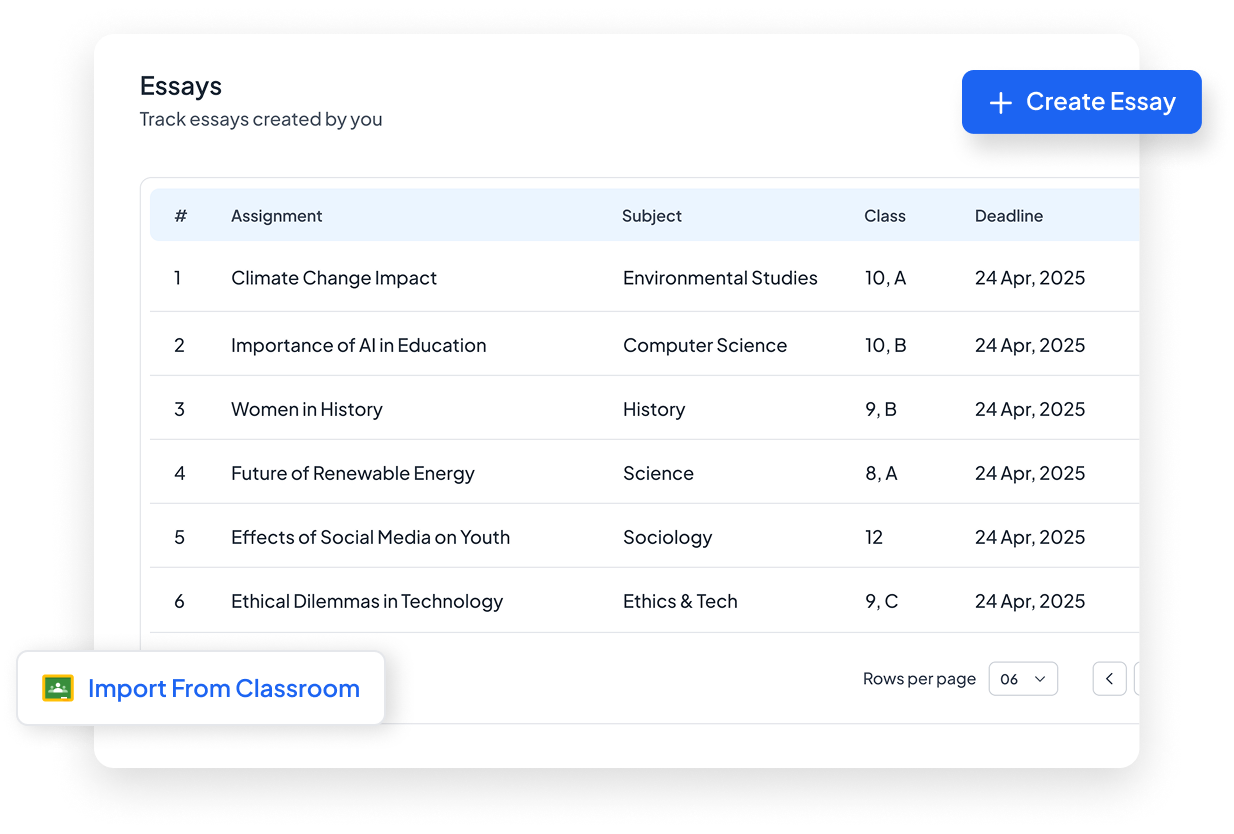 Essays
Track essays created by you
+ Create Essay
# Assignment Subject Class Deadline
1 Climate Change Impact Environmental Studies 10, A 24 Apr, 2025
2 Importance of AI in Education Computer Science 10, B 24 Apr, 2025
3 Women in History History 9, B 24 Apr, 2025
4 Future of Renewable Energy Science 8, A 24 Apr, 2025
5 Effects of Social Media on Youth Sociology 12 24 Apr, 2025
6 Ethical Dilemmas in Technology Ethics & Tech 9, C 24 Apr, 2025
Import From Classroom
Rows per page 06